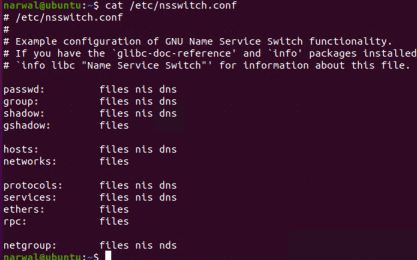 narwal@ubuntu:~$ cat /etc/nsswitch.conf
# /etc/nsswitch.conf
#
# Example configuration of GNU Name Service Switch functionality.
# If you have the `glibc-doc-reference' and `info' packages installed
# `info libc "Name Service Switch"' for information about this file.

passwd:         files nis dns
group:          files nis dns
shadow:         files nis dns
gshadow:        files

hosts:          files nis dns
networks:       files

protocols:      files nis dns
services:       files nis dns
ethers:         files
rpc:            files

netgroup:       files nis nds
narwal@ubuntu:~$